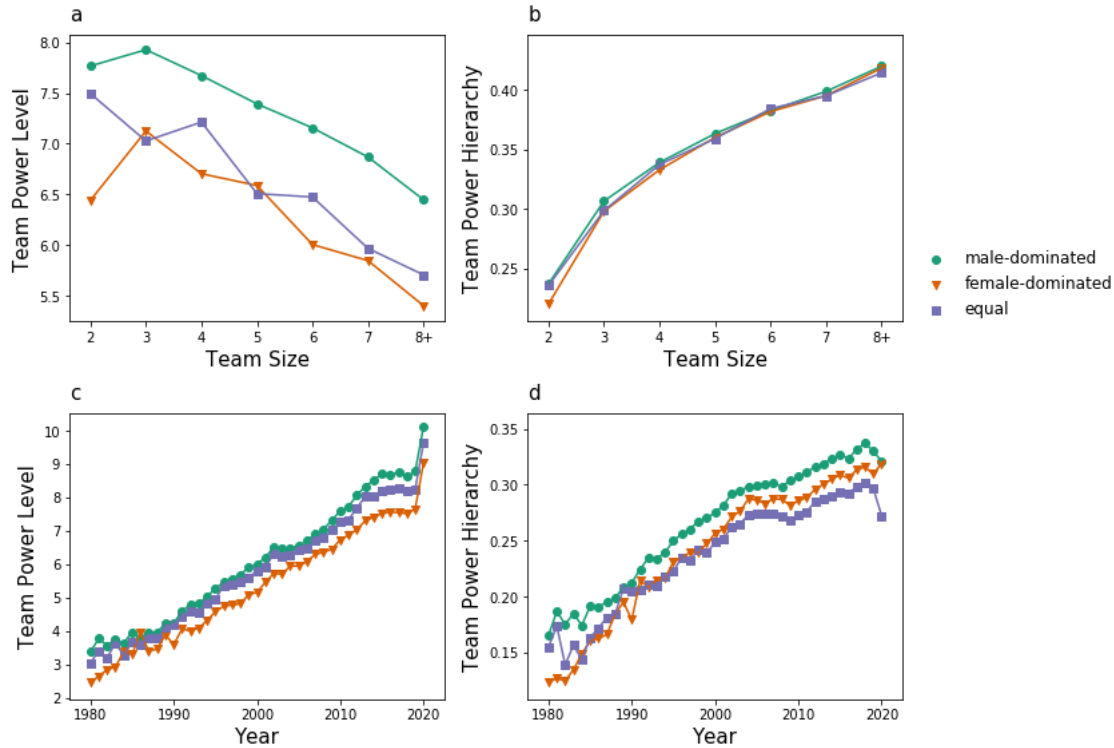 a
8.0
7.5
7.0
6.5
6.0
5.5
Team Power Level
2 3 4 5 6 7 8+
Team Size
b
0.40
0.35
0.30
0.25
Team Power Hierarchy
2 3 4 5 6 7 8+
Team Size
male-dominated
female-dominated
equal
c
10
9
8
7
6
5
4
3
2
Team Power Level
1980 1990 2000 2010 2020
Year
d
0.35
0.30
0.25
0.20
0.15
Team Power Hierarchy
1980 1990 2000 2010 2020
Year